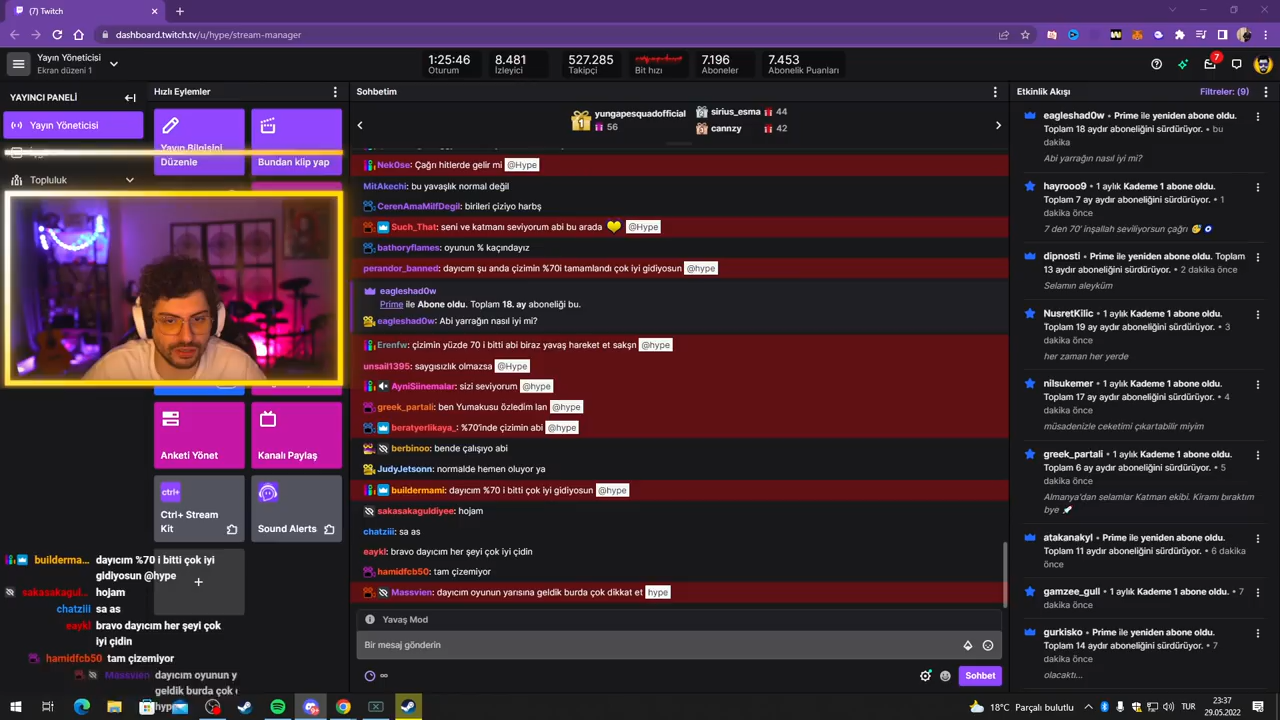 (7) Twitch
dashboard.twitch.tv/u/hype/stream-manager
Yayın Yöneticisi
Ekran düzeni 1
1:25:46
Oturum
8.481
İzleyici
527.285
Takipçi
Bit hızı
7.196
Aboneler
7.453
Abonelik Puanları
7
YAYINCI PANELİ
Yayın Yöneticisi
Topluluk
Hızlı Eylemler
Yayın Bilgisini
Düzenle
Bundan klip yap
Anketi Yönet
Kanalı Paylaş
ctrl+
Ctrl+ Stream
Kit
Sound Alerts
builderma... dayıcım %70 i bitti çok iyi
gidiyosun @hype
sakasakagul... hojam
chatziii sa as
eaykl bravo dayıcım her şeyi çok
iyi çidin
hamidfcb50 tam çizemiyor
Massvien dayıcım oyunun y
geldik burda çok d
hype
Sohbetim
1 yungapesquadofficial
56
sirius_esma 44
cannzy 42
Nek0se: Çağrı hitlerde gelir mi @Hype
MitAkechi: bu yavaşlık normal değil
CerenAmaMilfDegil: birileri çiziyo harbş
Such_That: seni ve katmanı seviyorum abi bu arada @Hype
bathoryflames: oyunun % kaçındayız
perandor_banned: dayıcım şu anda çizimin %70i tamamlandı çok iyi gidiyosun @hype
eagleshad0w
Prime ile Abone oldu. Toplam 18. ay aboneliği bu.
eagleshad0w: Abi yarrağın nasıl iyi mi?
Erenfw: çizimin yüzde 70 i bitti abi biraz yavaş hareket et sakşn @hype
unsail1395: saygısızlık olmazsa @Hype
AyniSiinemalar: sizi seviyorum @hype
greek_partali: ben Yumakusu özledim lan @hype
beratyerlikaya_: %70'inde çizimin abi @hype
berbinoo: bende çalışıyo abi
JudyJetsonn: normalde hemen oluyor ya
buildermami: dayıcım %70 i bitti çok iyi gidiyosun @hype
sakasakaguldiyee: hojam
chatziii: sa as
eaykl: bravo dayıcım her şeyi çok iyi çidin
hamidfcb50: tam çizemiyor
Massvien: dayıcım oyunun yarısına geldik burda çok dikkat et hype
Yavaş Mod
Bir mesaj gönderin
∞
Sohbet
Etkinlik Akışı
Filtreler: (9)
eagleshad0w • Prime ile yeniden abone oldu.
Toplam 18 aydır aboneliğini sürdürüyor. • bu
dakika
Abi yarrağın nasıl iyi mi?
hayrooo9 • 1 aylık Kademe 1 abone oldu.
Toplam 7 ay aydır aboneliğini sürdürüyor. • 1
dakika önce
7 den 70' inşallah seviliyorsun çağrı
dipnosti • Prime ile yeniden abone oldu. Toplam
13 aydır aboneliğini sürdürüyor. • 2 dakika önce
Selamın aleyküm
NusretKilic • 1 aylık Kademe 1 abone oldu.
Toplam 19 ay aydır aboneliğini sürdürüyor. • 3
dakika önce
her zaman her yerde
nilsukemer • 1 aylık Kademe 1 abone oldu.
Toplam 17 ay aydır aboneliğini sürdürüyor. • 4
dakika önce
müsadenizle ceketimi çıkartibilir miyim
greek_partali • 1 aylık Kademe 1 abone oldu.
Toplam 6 ay aydır aboneliğini sürdürüyor. • 5
dakika önce
Almanya'dan selamlar Katman ekibi. Kiramı bıraktım
bye
atakanakyl • Prime ile yeniden abone oldu.
Toplam 11 aydır aboneliğini sürdürüyor. • 6 dakika
önce
gamzee_gull • 1 aylık Kademe 1 abone oldu. • 7
dakika önce
gurkisko • Prime ile yeniden abone oldu.
Toplam 14 aydır aboneliğini sürdürüyor. • 7
dakika önce
olacaktı...
18°C Parçalı bulutlu
TUR
23:37
29.05.2022